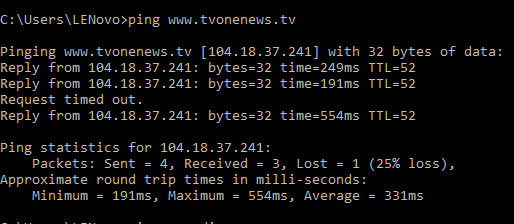 C:\Users\LENovo>ping www.tvonenews.tv
Pinging www.tvonenews.tv [104.18.37.241] with 32 bytes of data:
Reply from 104.18.37.241: bytes=32 time=249ms TTL=52
Reply from 104.18.37.241: bytes=32 time=191ms TTL=52
Request timed out.
Reply from 104.18.37.241: bytes=32 time=554ms TTL=52
Ping statistics for 104.18.37.241:
    Packets: Sent = 4, Received = 3, Lost = 1 (25% loss),
Approximate round trip times in milli-seconds:
    Minimum = 191ms, Maximum = 554ms, Average = 331ms